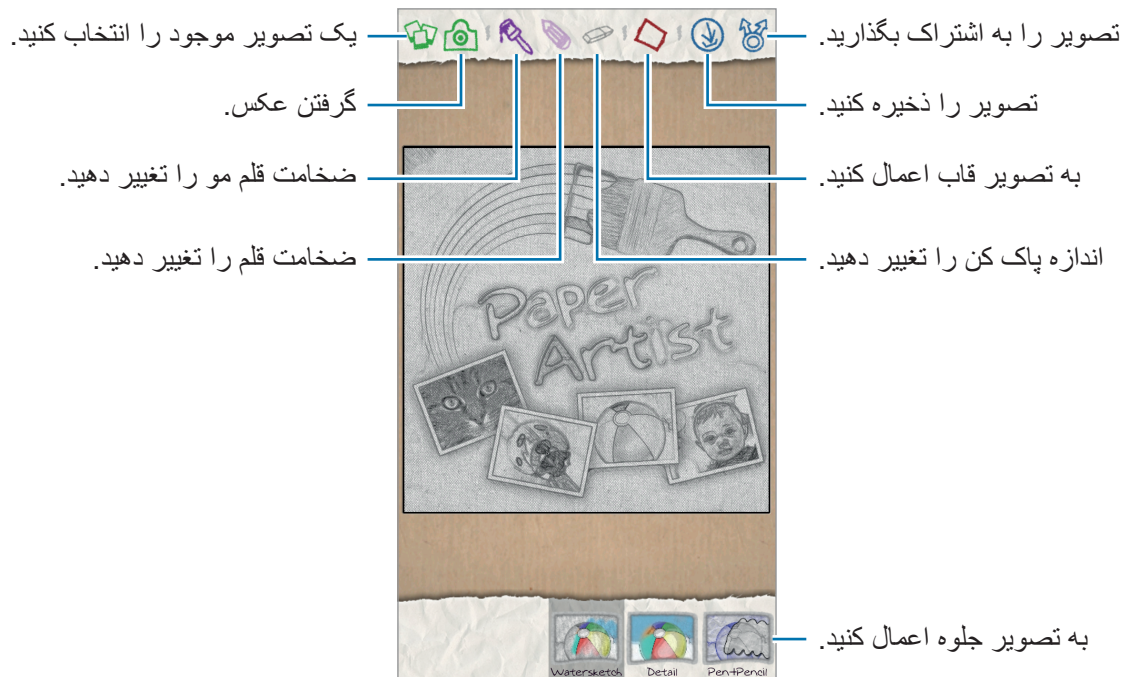 تصویر را به اشتراک بگذارید.
یک تصویر موجود را انتخاب کنید.
تصویر را ذخیره کنید.
گرفتن عکس.
به تصویر قاب اعمال کنید.
ضخامت قلم مو را تغییر دهید.
اندازه پاک کن را تغییر دهید.
ضخامت قلم را تغییر دهید.
Paper
Artist
به تصویر جلوه اعمال کنید.
Watersketch
Detail
Pen+Pencil